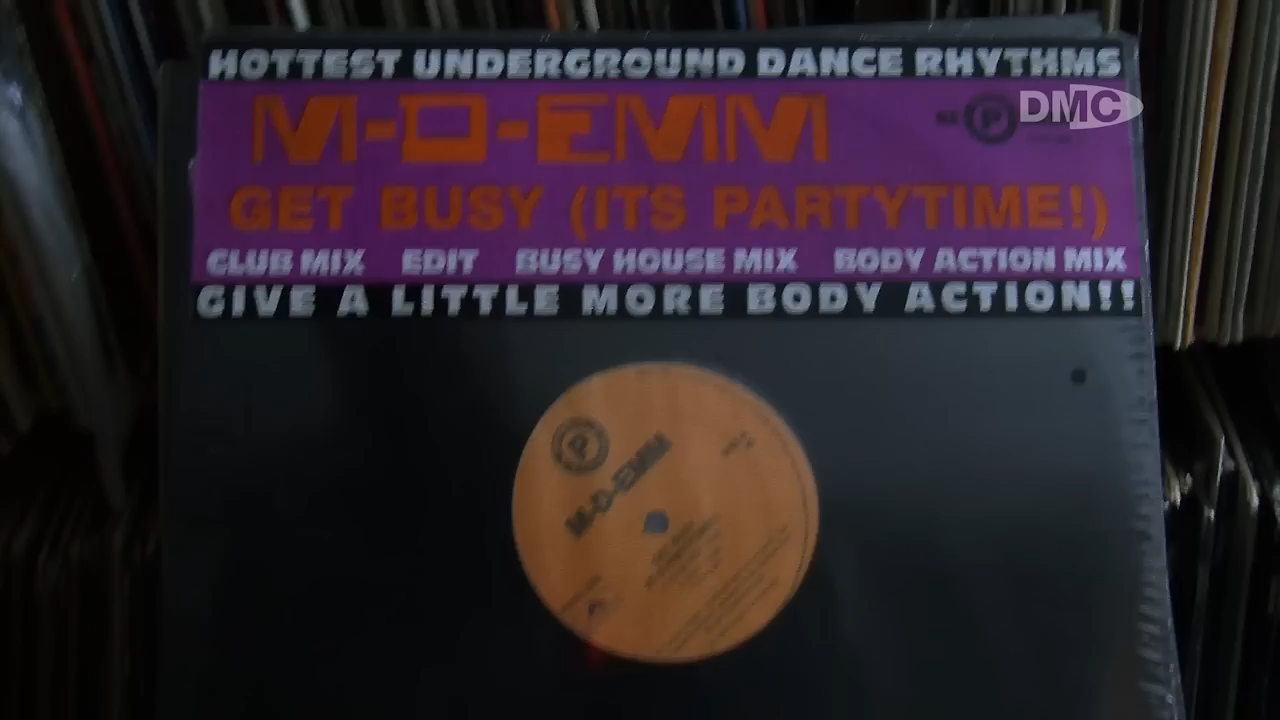 HOTTEST UNDERGROUND DANCE RHYTHMS
DMC
M-D-EMM
P
GET BUSY (ITS PARTYTIME!)
CLUB MIX EDIT BUSY HOUSE MIX BODY ACTION MIX
GIVE A LITTLE MORE BODY ACTION!!
P
M-D-EMM